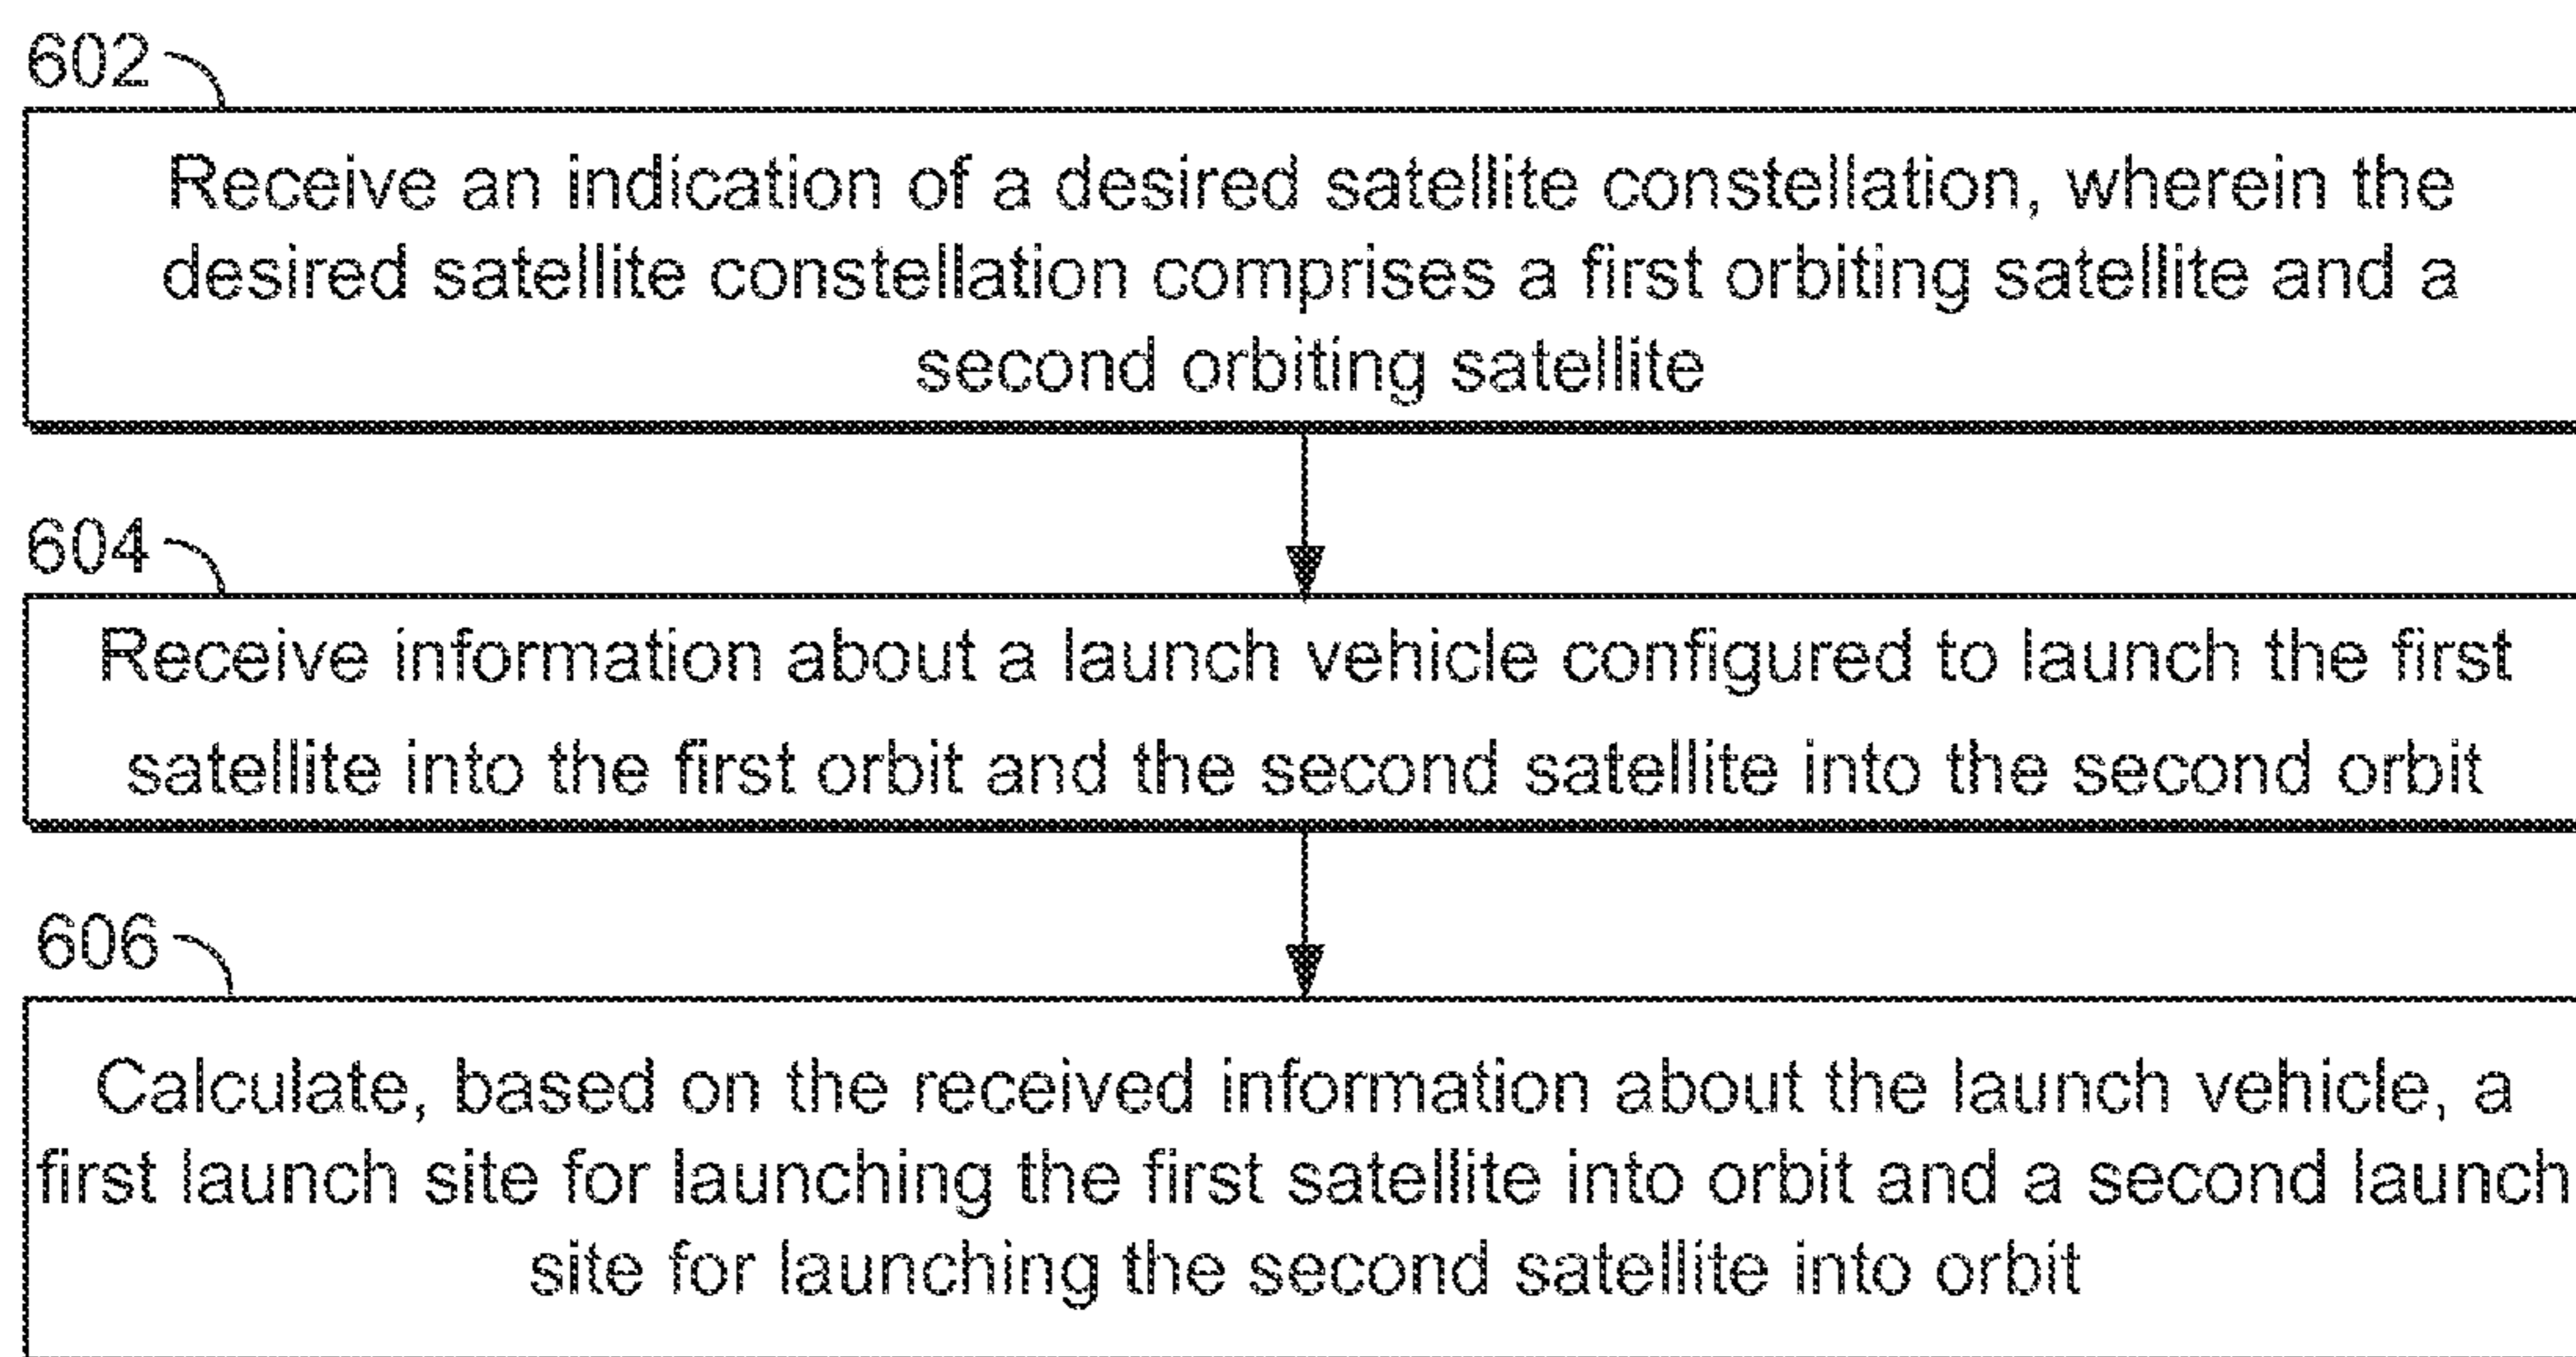 602
Receive an indication of a desired satellite constellation, wherein the
desired satellite constellation comprises a first orbiting satellite and a
second orbiting satellite
604
Receive information about a launch vehicle configured to launch the first
satellite into the first orbit and the second satellite into the second orbit
606
Calculate, based on the received information about the launch vehicle, a
first launch site for launching the first satellite into orbit and a second launch
site for launching the second satellite into orbit